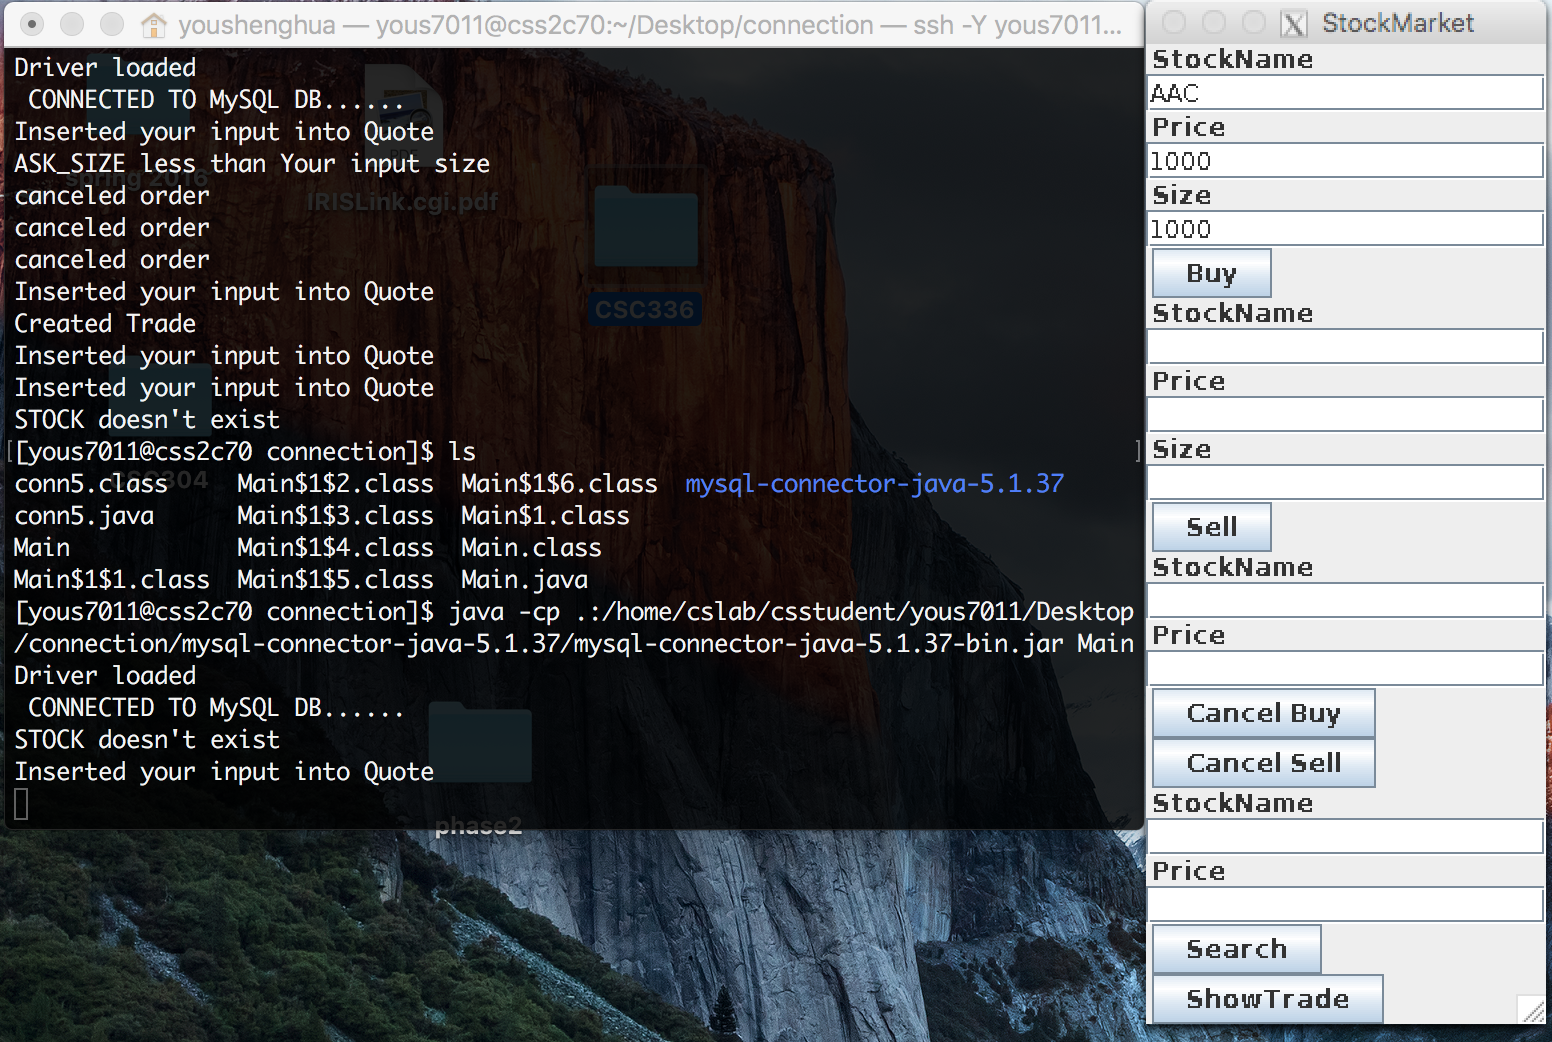 youshenghua — yous7011@css2c70:~/Desktop/connection — ssh -Y yous7011...
Driver loaded
CONNECTED TO MySQL DB......
Inserted your input into Quote
ASK_SIZE less than Your input size
canceled order
canceled order
canceled order
Inserted your input into Quote
Created Trade
Inserted your input into Quote
Inserted your input into Quote
STOCK doesn't exist
[[yous7011@css2c70 connection]$ ls ]
conn5.class Main$1$2.class Main$1$6.class mysql-connector-java-5.1.37
conn5.java Main$1$3.class Main$1.class
Main Main$1$4.class Main.class
Main$1$1.class Main$1$5.class Main.java
[yous7011@css2c70 connection]$ java -cp .:/home/cslab/csstudent/yous7011/Desktop
/connection/mysql-connector-java-5.1.37/mysql-connector-java-5.1.37-bin.jar Main
Driver loaded
CONNECTED TO MySQL DB......
STOCK doesn't exist
Inserted your input into Quote
spring 2016
PDF
IRISLink.cgi.pdf
CSC336
CSC304
phase2
X StockMarket
StockName
AAC
Price
1000
Size
1000
Buy
StockName
Price
Size
Sell
StockName
Price
Cancel Buy
Cancel Sell
StockName
Price
Search
ShowTrade